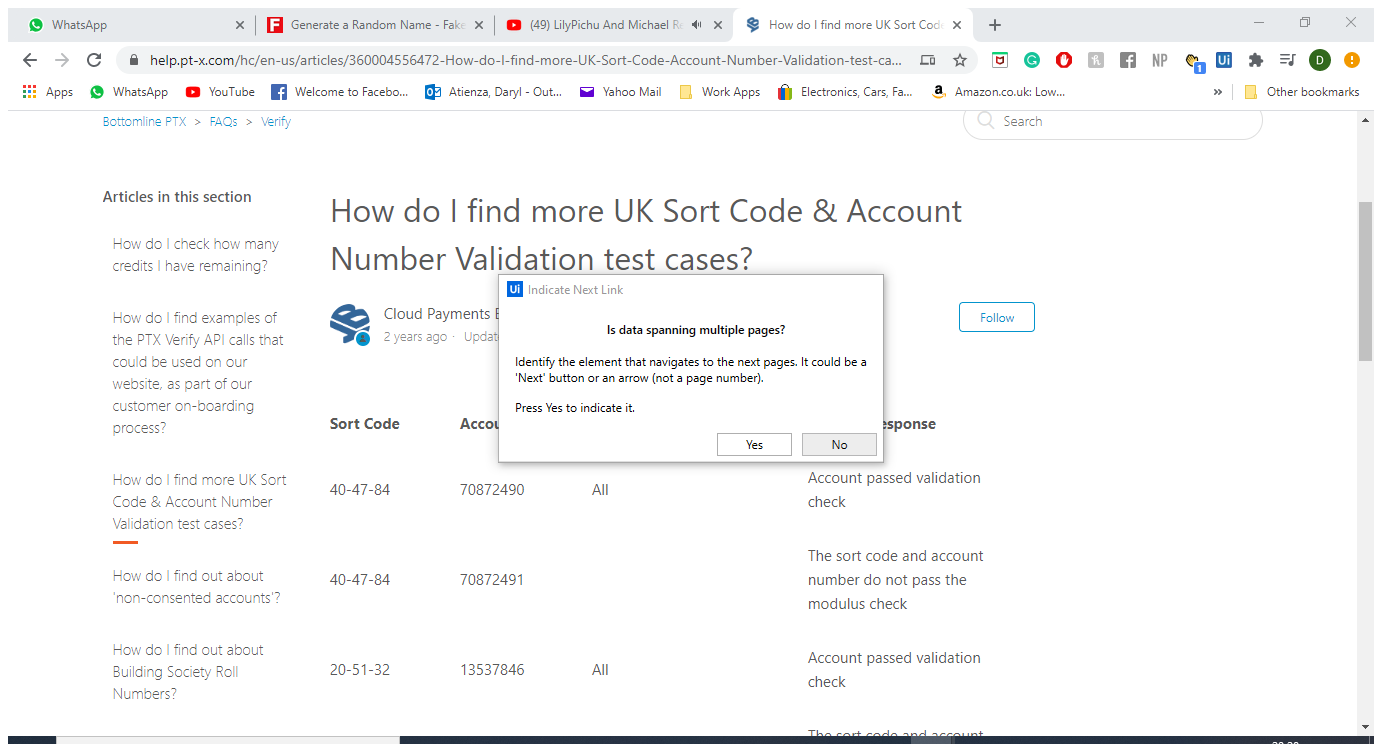 WhatsApp
Generate a Random Name - Fake
(49) LilyPichu And Michael Re
How do I find more UK Sort Code
help.pt-x.com/hc/en-us/articles/360004556472-How-do-I-find-more-UK-Sort-Code-Account-Number-Validation-test-ca...
NP
1
Ui
D
Apps
WhatsApp
YouTube
Welcome to Facebo...
Atienza, Daryl - Out...
Yahoo Mail
Work Apps
Electronics, Cars, Fa...
Amazon.co.uk: Low...
»
Other bookmarks
Bottomline PTX > FAQs > Verify
Search
Articles in this section
How do I check how many
credits I have remaining?
How do I find examples of
the PTX Verify API calls that
could be used on our
website, as part of our
customer on-boarding
process?
How do I find more UK Sort
Code & Account Number
Validation test cases?
How do I find out about
'non-consented accounts'?
How do I find out about
Building Society Roll
Numbers?
How do I find more UK Sort Code & Account
Number Validation test cases?
Cloud Payments
2 years ago · Updat
Follow
Ui Indicate Next Link
Is data spanning multiple pages?
Identify the element that navigates to the next pages. It could be a
'Next' button or an arrow (not a page number).
Press Yes to indicate it.
Yes No
Sort Code Accou esponse
40-47-84 70872490 All Account passed validation
check
40-47-84 70872491 The sort code and account
number do not pass the
modulus check
20-51-32 13537846 All Account passed validation
check
The sort code and account